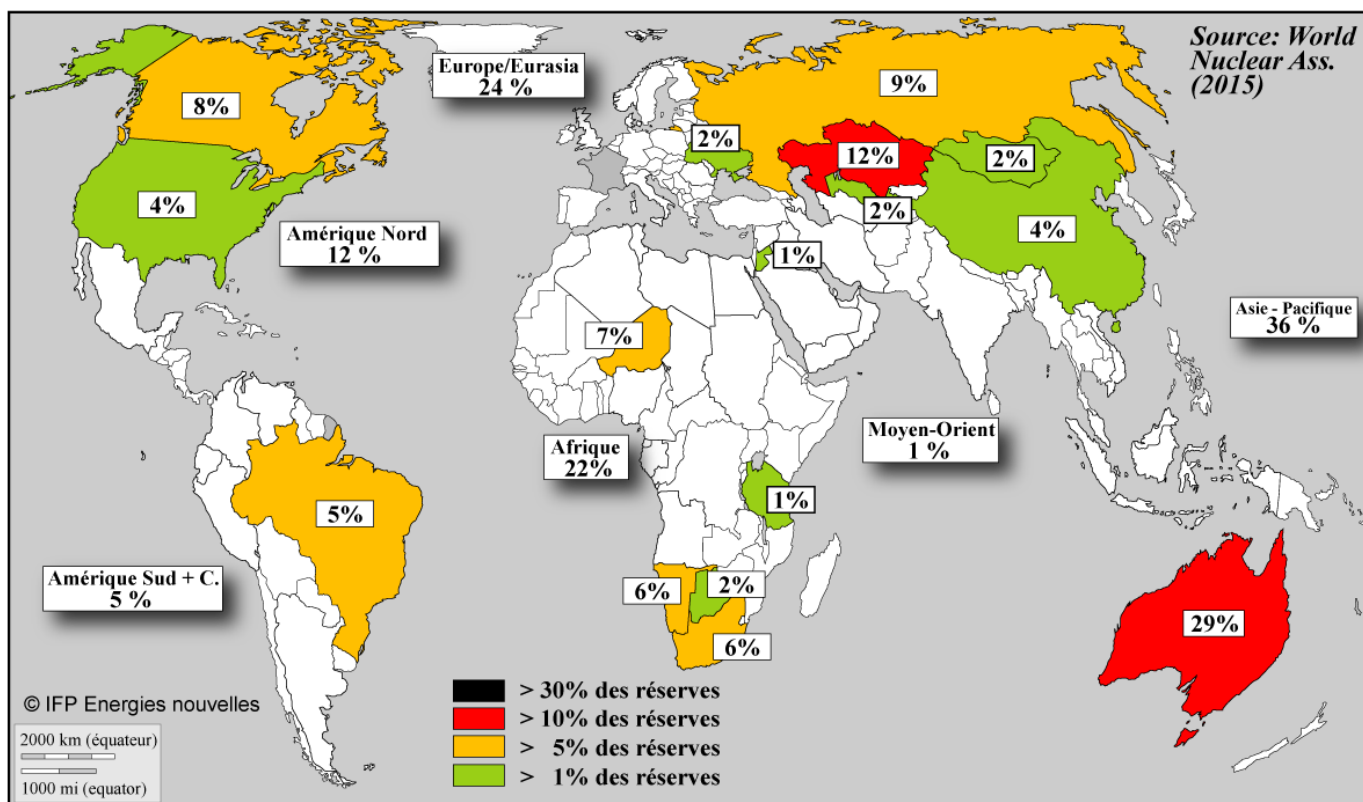 Source: World
Nuclear Ass.
(2015)
Europe/Eurasia
24 %
9%
8%
2%
12%
2%
4%
2%
4%
Amérique Nord
12 %
1%
Asie - Pacifique
36 %
7%
Moyen-Orient
1 %
Afrique
22%
1%
5%
Amérique Sud + C.
5 %
6%
2%
29%
6%
> 30% des réserves
> 10% des réserves
> 5% des réserves
> 1% des réserves
© IFP Energies nouvelles
2000 km (équateur)
1000 mi (equator)